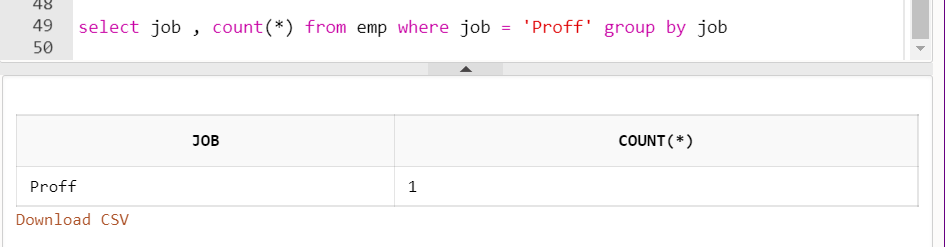 48
49 select job , count(*) from emp where job = 'Proff' group by job
50
JOB COUNT(*)
Proff 1
Download CSV